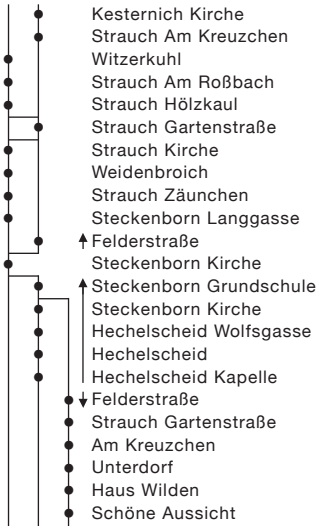 Kesternich Kirche
Strauch Am Kreuzchen
Witzerkuhl
Strauch Am Roßbach
Strauch Hölzkaul
Strauch Gartenstraße
Strauch Kirche
Weidenbroich
Strauch Zäunchen
Steckenborn Langgasse
Felderstraße
Steckenborn Kirche
Steckenborn Grundschule
Steckenborn Kirche
Hechelscheid Wolfsgasse
Hechelscheid
Hechelscheid Kapelle
Felderstraße
Strauch Gartenstraße
Am Kreuzchen
Unterdorf
Haus Wilden
Schöne Aussicht